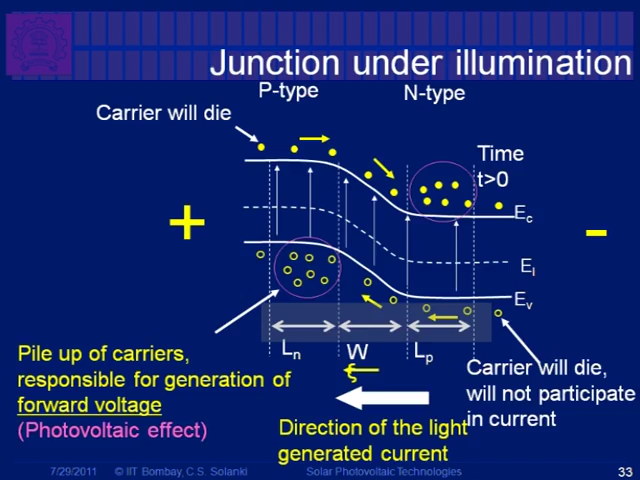 Junction under illumination
P-type
N-type
Carrier will die
Time
t>0
+
-
Ec
Ei
Ev
Ln
W
Lp
ξ
Pile up of carriers,
responsible for generation of
forward voltage
(Photovoltaic effect)
Carrier will die,
will not participate
in current
Direction of the light
generated current
7/29/2011 © IIT Bombay, C.S. Solanki Solar Photovoltaic Technologies 33